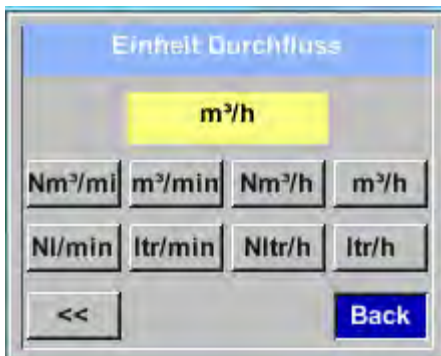 Einheit Durchfluss
m³/h
Nm³/mi m³/min Nm³/h m³/h
Nl/min ltr/min Nltr/h ltr/h
<< Back